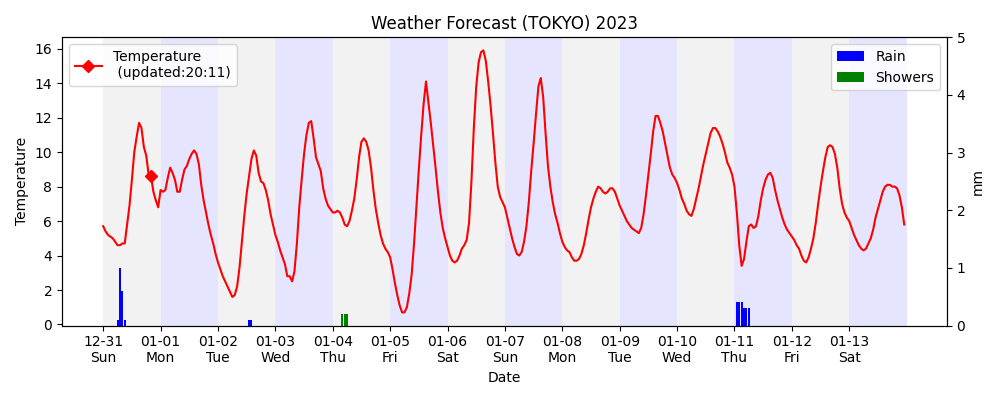 Weather Forecast (TOKYO) 2023
Temperature
(updated:20:11)
Rain
Showers
Temperature
16
14
12
10
8
6
4
2
0
5
4
3
2
1
0
mm
12-31 01-01 01-02 01-03 01-04 01-05 01-06 01-07 01-08 01-09 01-10 01-11 01-12 01-13
Sun Mon Tue Wed Thu Fri Sat Sun Mon Tue Wed Thu Fri Sat
Date